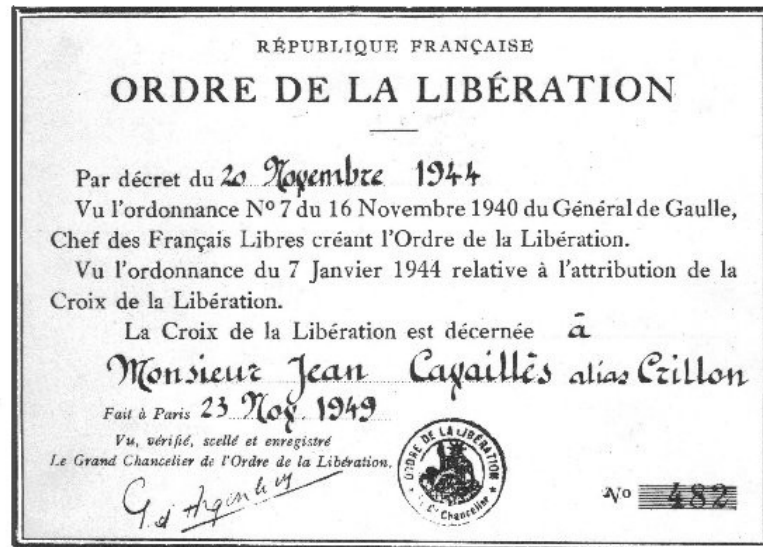 RÉPUBLIQUE FRANÇAISE
ORDRE DE LA LIBÉRATION
Par décret du 20 Novembre 1944
Vu l'ordonnance Nº 7 du 16 Novembre 1940 du Général de Gaulle,
Chef des Français Libres créant l'Ordre de la Libération.
Vu l'ordonnance du 7 Janvier 1944 relative à l'attribution de la
Croix de la Libération.
La Croix de la Libération est décernée à
Monsieur Jean Cavaillès alias Crillon
Fait à Paris 23 Nov. 1949
Vu, vérifié, scellé et enregistré
Le Grand Chancelier de l'Ordre de la Libération.
G. d'Argenlieu
ORDRE DE LA LIBÉRATION
Chancelier
Nº 482